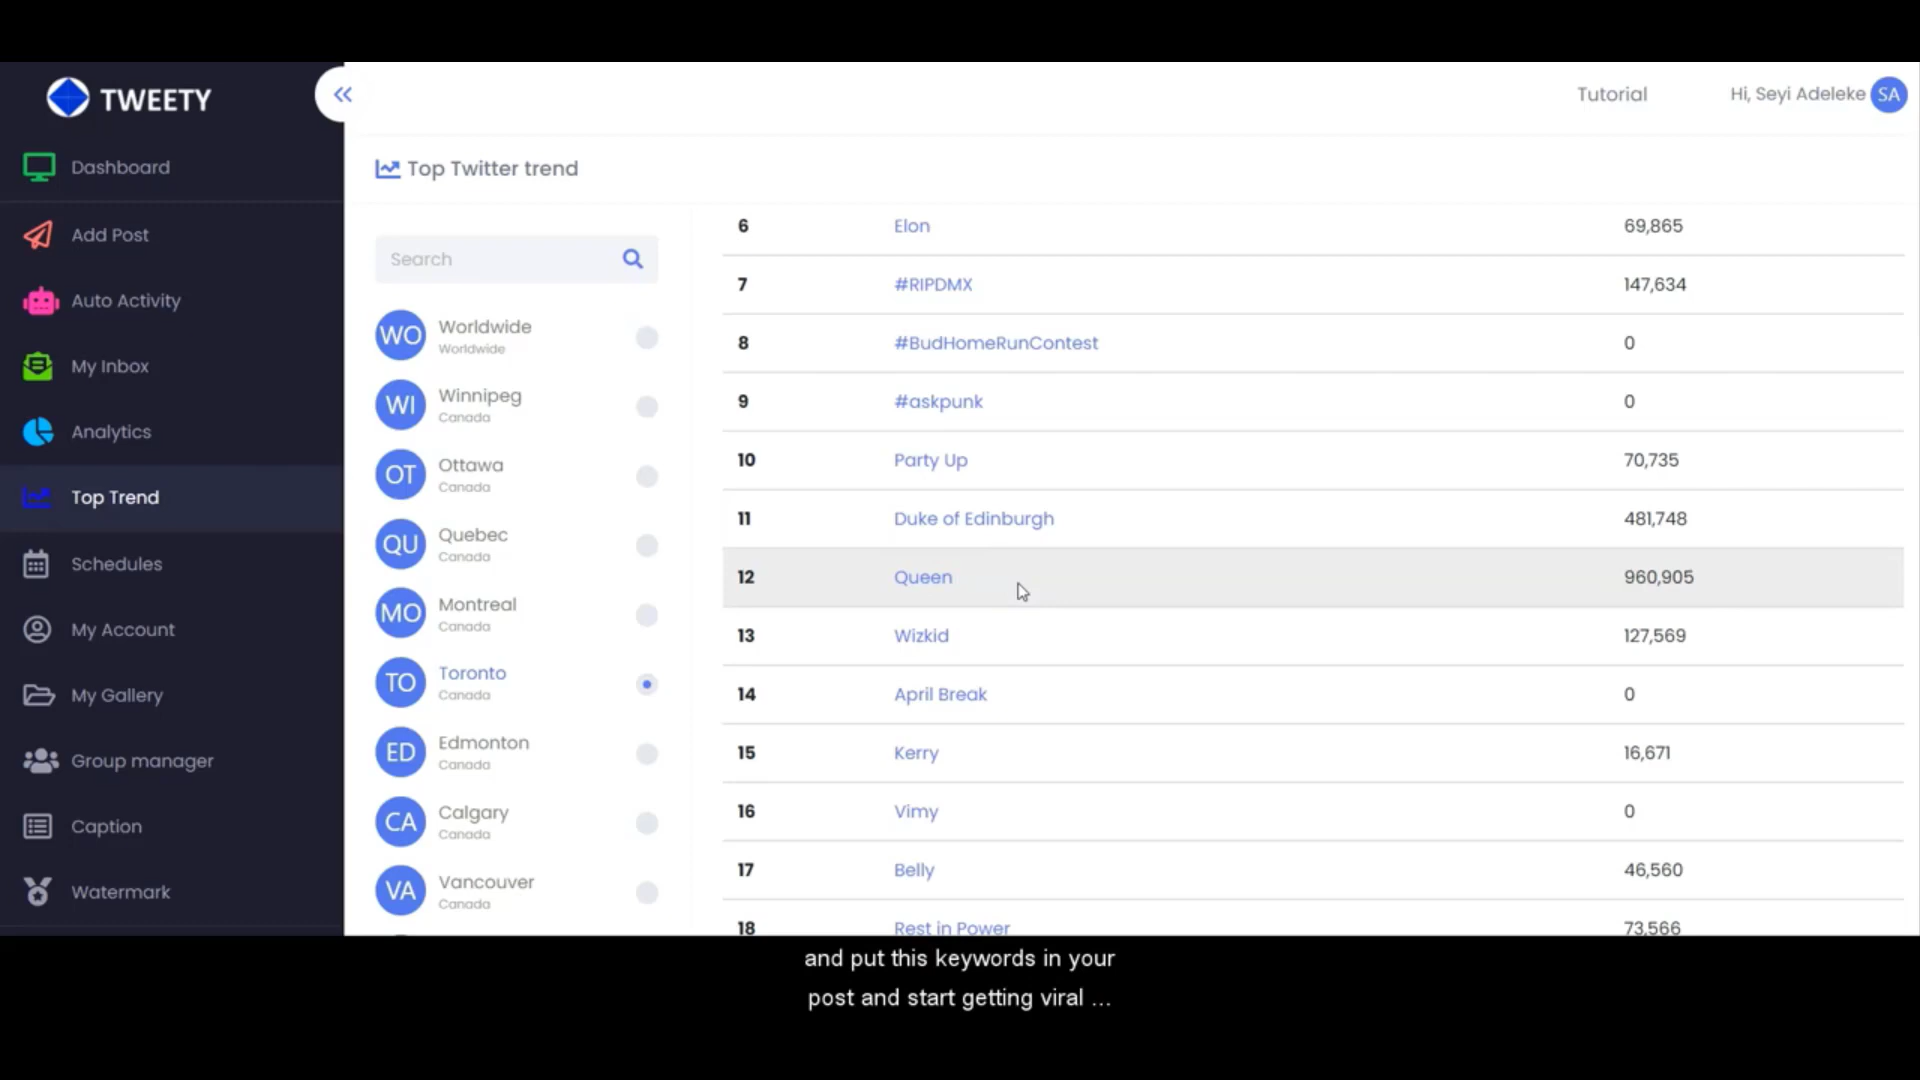 TWEETY
Tutorial
Hi, Seyi Adeleke SA
Dashboard
Add Post
Auto Activity
My Inbox
Analytics
Top Trend
Schedules
My Account
My Gallery
Group manager
Caption
Watermark
Top Twitter trend
Search
WO Worldwide
Worldwide
WI Winnipeg
Canada
OT Ottawa
Canada
QU Quebec
Canada
MO Montreal
Canada
TO Toronto
Canada
ED Edmonton
Canada
CA Calgary
Canada
VA Vancouver
Canada
6 Elon 69,865
7 #RIPDMX 147,634
8 #BudHomeRunContest 0
9 #askpunk 0
10 Party Up 70,735
11 Duke of Edinburgh 481,748
12 Queen 960,905
13 Wizkid 127,569
14 April Break 0
15 Kerry 16,671
16 Vimy 0
17 Belly 46,560
18 Rest in Power 73,566
and put this keywords in your
post and start getting viral ...